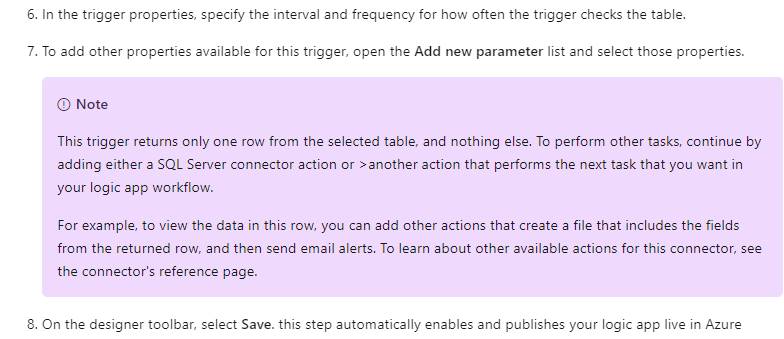 6. In the trigger properties, specify the interval and frequency for how often the trigger checks the table.
7. To add other properties available for this trigger, open the Add new parameter list and select those properties.
Note
This trigger returns only one row from the selected table, and nothing else. To perform other tasks, continue by
adding either a SQL Server connector action or >another action that performs the next task that you want in
your logic app workflow.
For example, to view the data in this row, you can add other actions that create a file that includes the fields
from the returned row, and then send email alerts. To learn about other available actions for this connector, see
the connector's reference page.
8. On the designer toolbar, select Save. this step automatically enables and publishes your logic app live in Azure